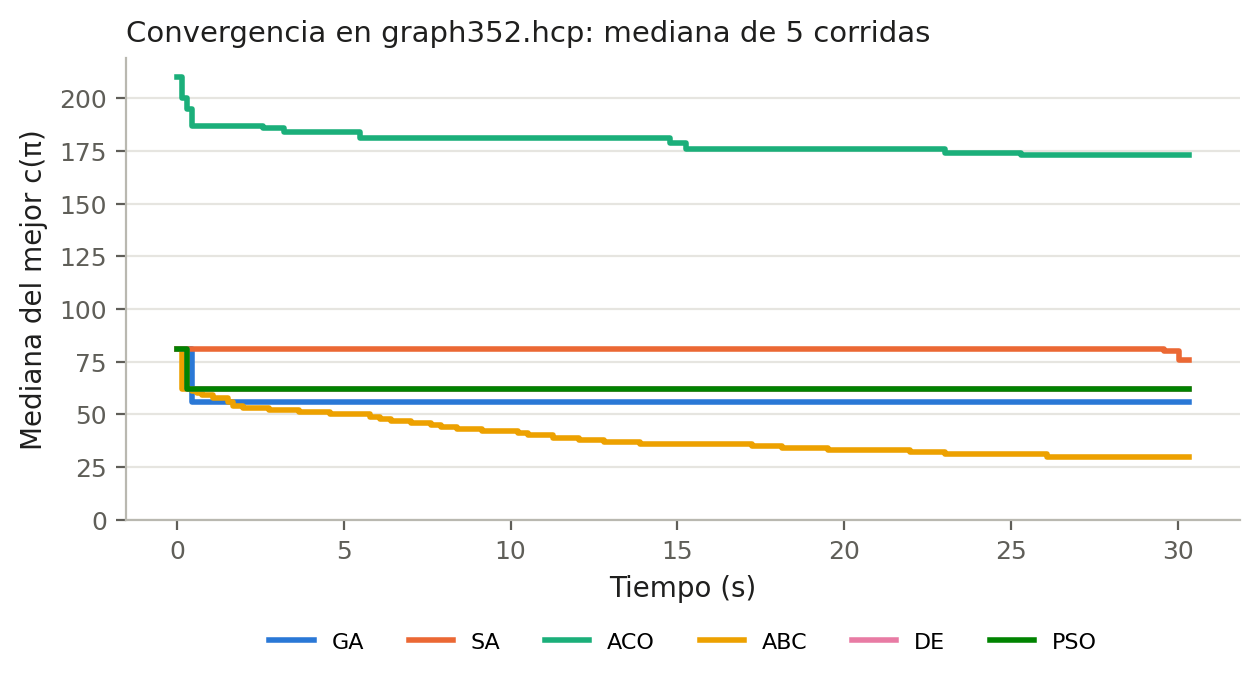 Convergencia en graph352.hcp: mediana de 5 corridas
Mediana del mejor c(π)
200
175
150
125
100
75
50
25
0
0 5 10 15 20 25 30
Tiempo (s)
GA SA ACO ABC DE PSO